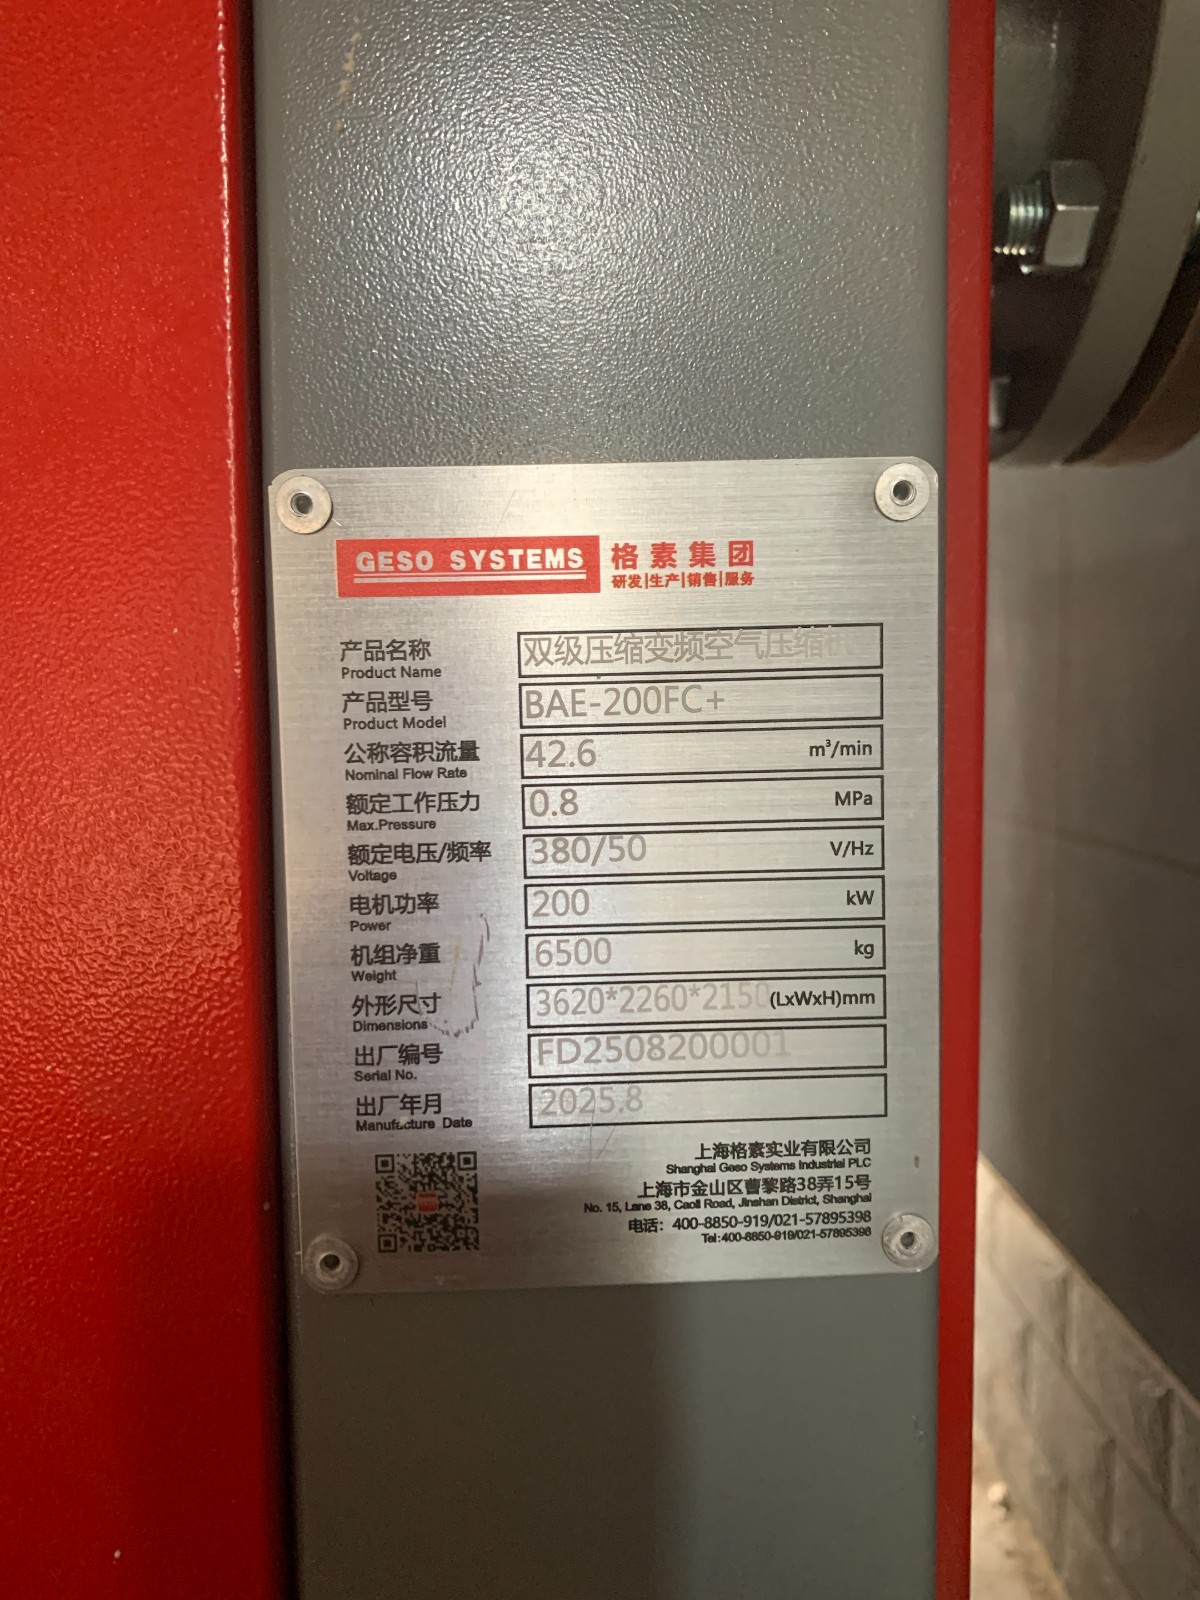 GESO SYSTEMS 格素集团
研发|生产|销售|服务
产品名称 双级压缩变频空气压缩机
Product Name
产品型号 BAE-200FC+
Product Model
公称容积流量 42.6 m³/min
Nominal Flow Rate
额定工作压力 0.8 MPa
Max.Pressure
额定电压/频率 380/50 V/Hz
Voltage
电机功率 200 kW
Power
机组净重 6500 kg
Weight
外形尺寸 3620*2260*2150 (LxWxH)mm
Dimensions
出厂编号 FD2508200001
Serial No.
出厂年月 2025.8
Manufacture Date
上海格素实业有限公司
Shanghai Geso Systems Industrial PLC
上海市金山区曹黎路38弄15号
No. 15, Lane 38, Caoli Road, Jinshan District, Shanghai
电话：400-8850-919/021-57895398
Tel:400-8850-919/021-57895398